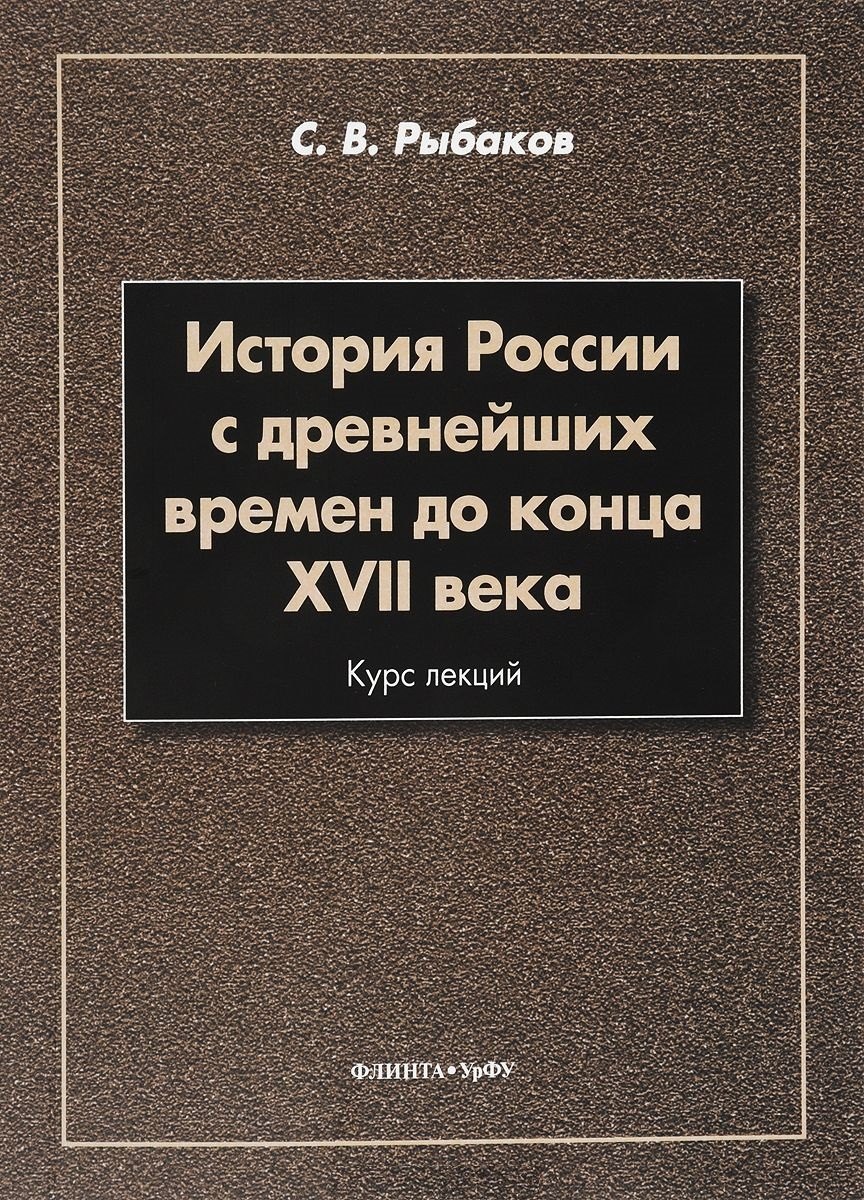 С. В. Рыбаков
История России
с древнейших
времен до конца
XVII века
Курс лекций
ФЛИНТА•УрФУ